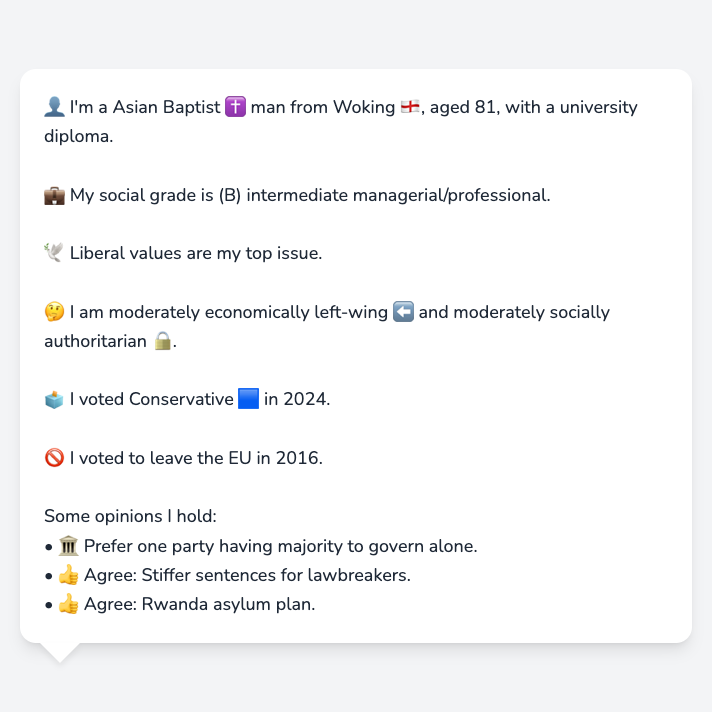 👤 I'm a Asian Baptist ✝️ man from Woking 🏴󠁧󠁢󠁥󠁮󠁧󠁿, aged 81, with a university
diploma.
💼 My social grade is (B) intermediate managerial/professional.
🕊️ Liberal values are my top issue.
🤔 I am moderately economically left-wing ⬅️ and moderately socially
authoritarian 🔒.
🗳️ I voted Conservative 🟦 in 2024.
🚫 I voted to leave the EU in 2016.
Some opinions I hold:
• 🏛️ Prefer one party having majority to govern alone.
• 👍 Agree: Stiffer sentences for lawbreakers.
• 👍 Agree: Rwanda asylum plan.